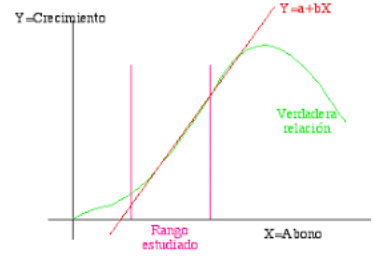 Y=Crecimiento
Y=a+bX
Verdadera
relación
Rango
estudiado
X=Abono